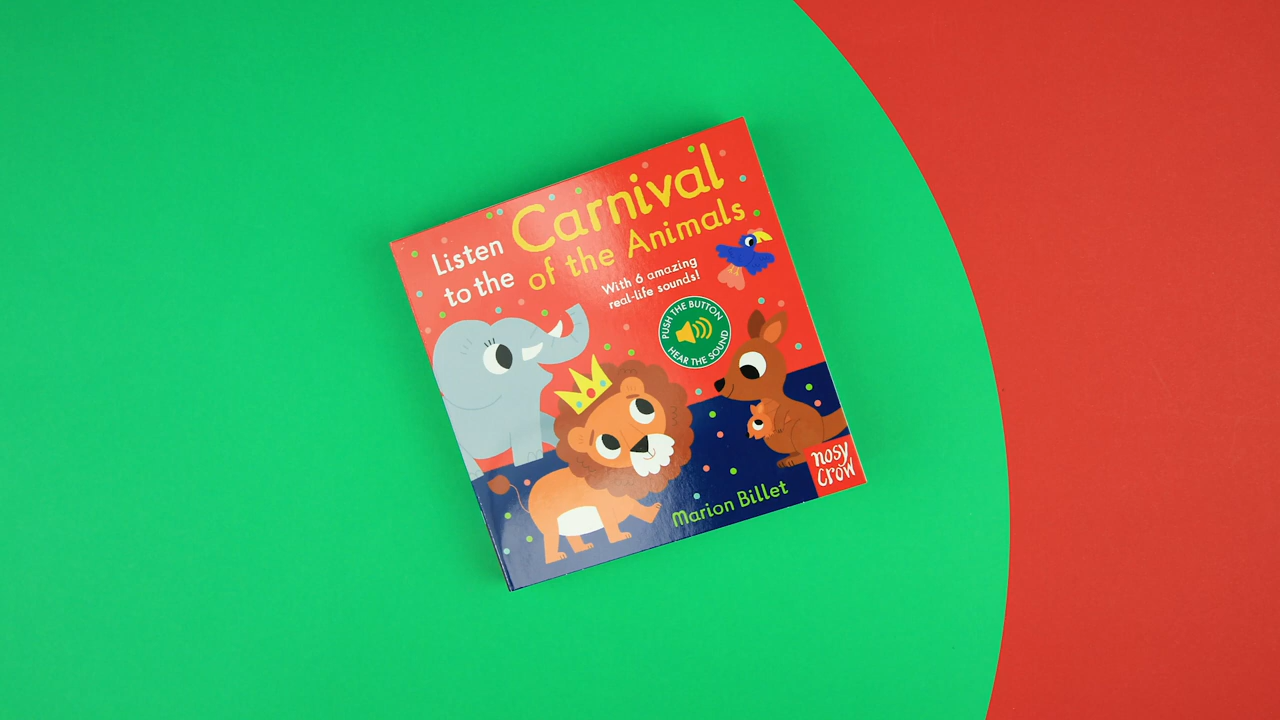 Listen Carnival
to the of the Animals
With 6 amazing
real-life sounds!
PUSH THE BUTTON
HEAR THE SOUND
Marion Billet
nosy
crow